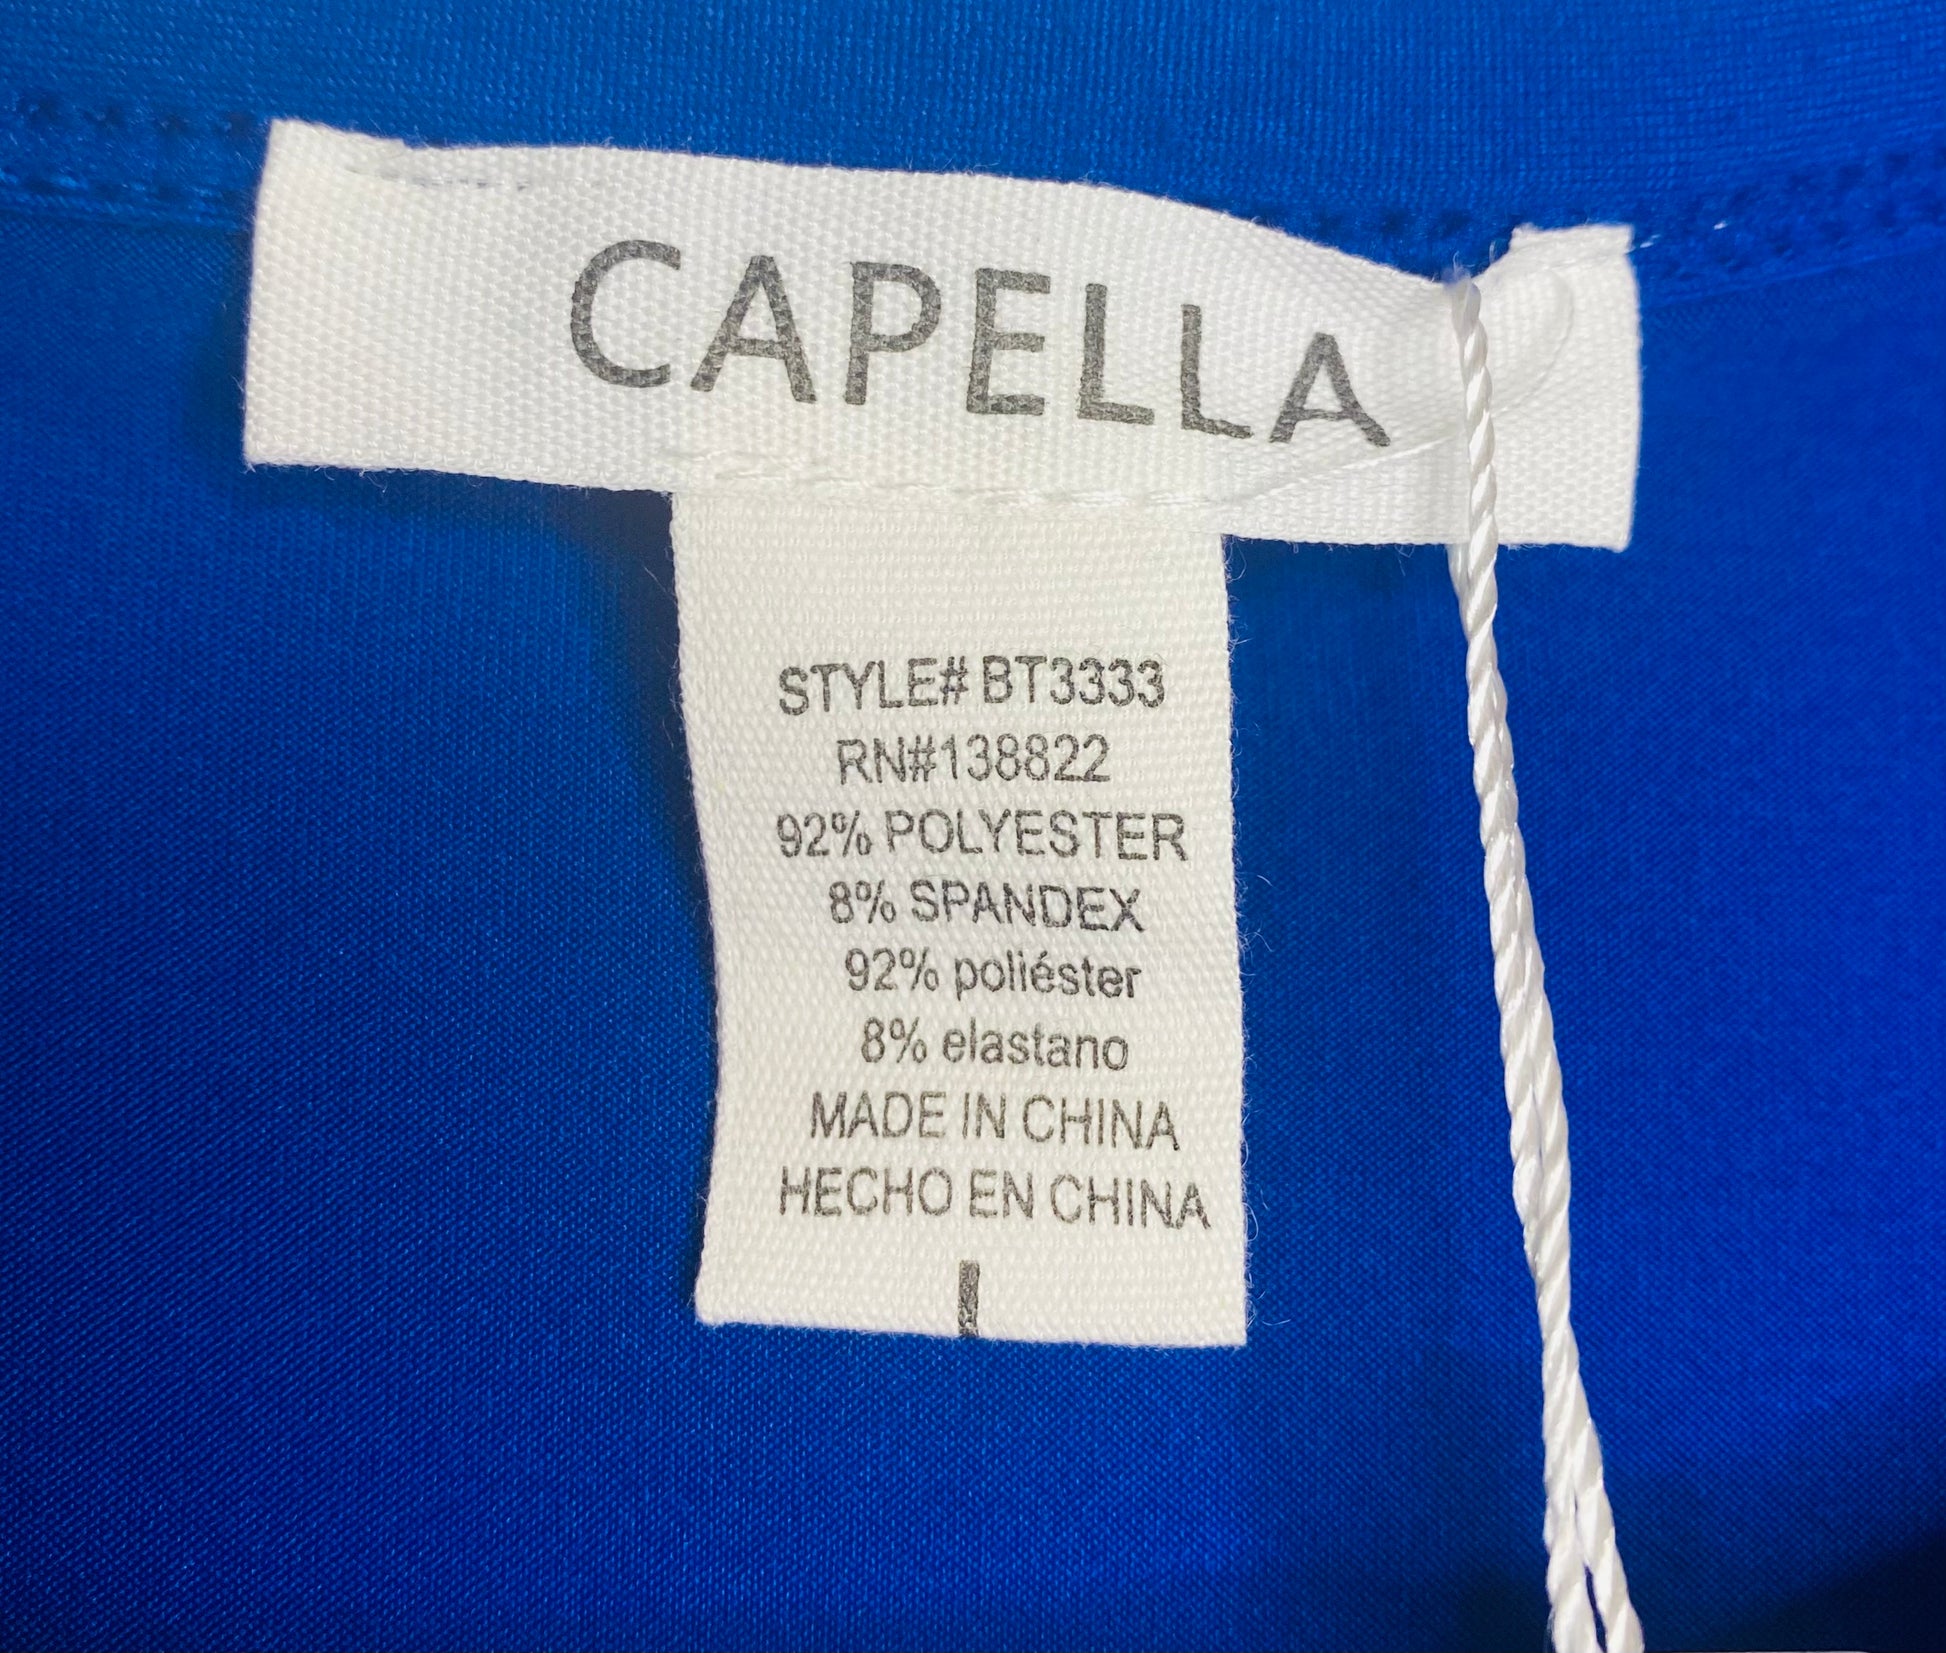 CAPELLA
STYLE# BT3333
RN#138822
92% POLYESTER
8% SPANDEX
92% poliéster
8% elastano
MADE IN CHINA
HECHO EN CHINA